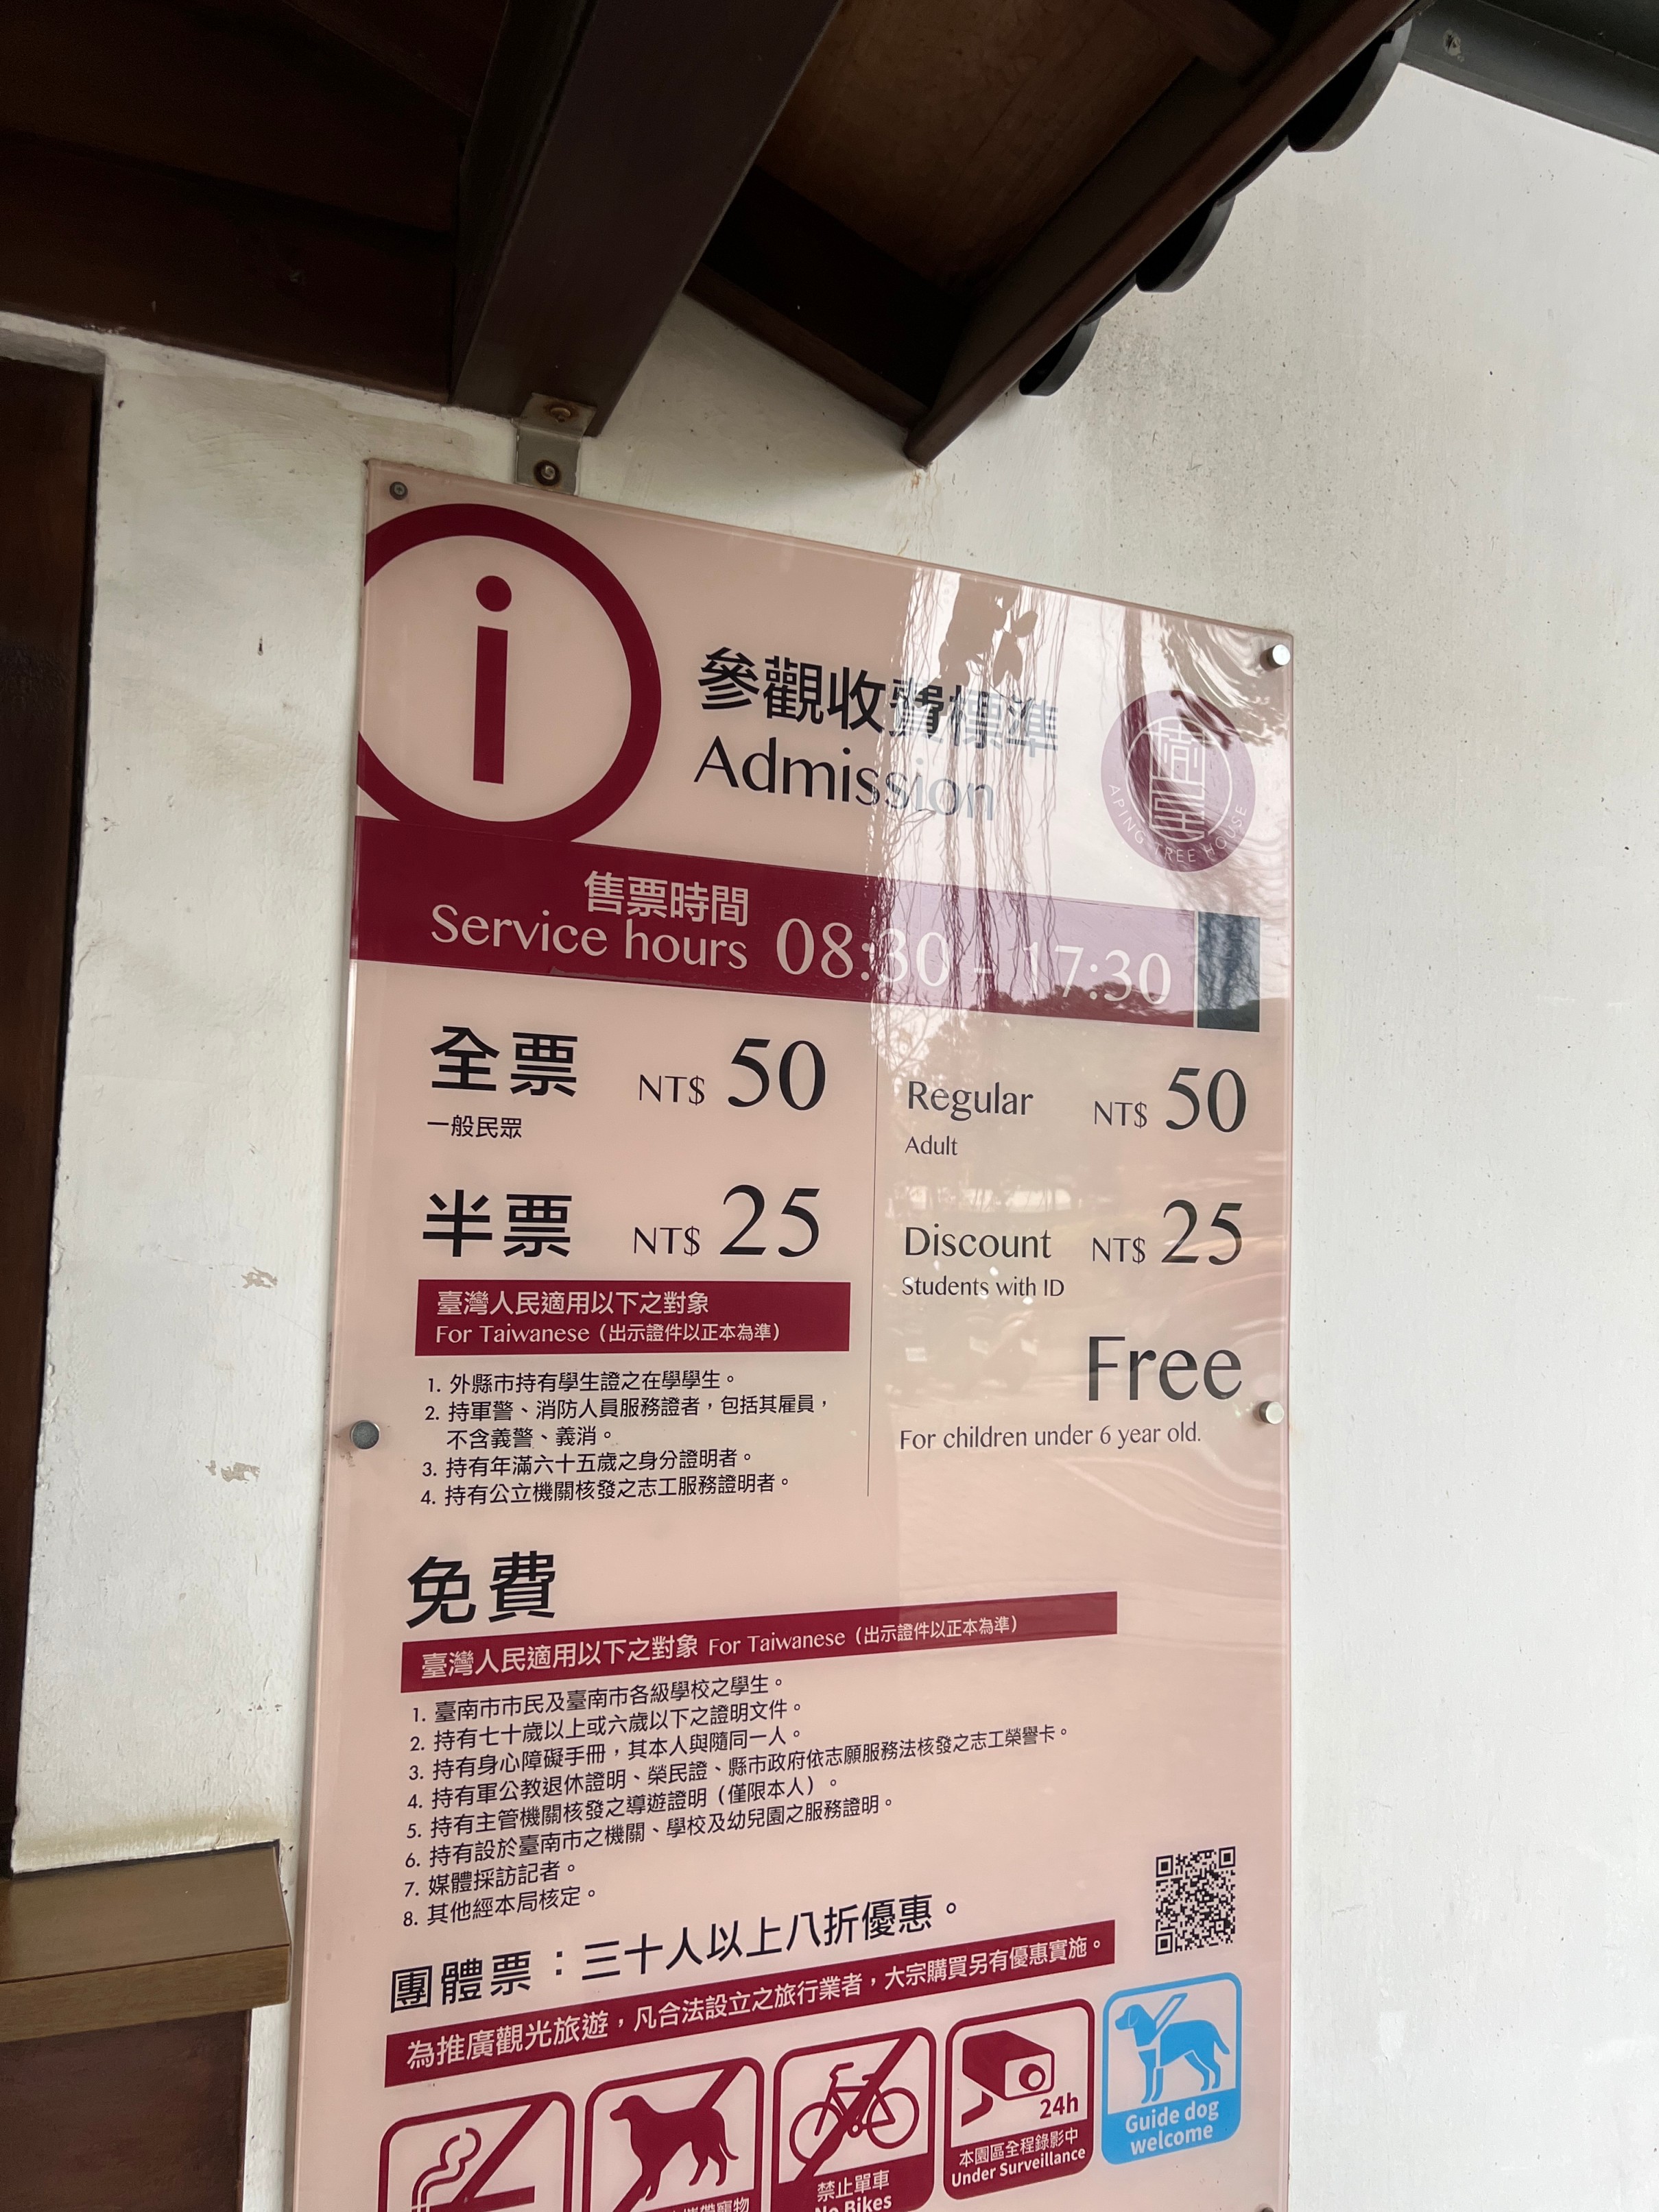 i
參觀收費標準
Admission
樹屋
APING TREE HOUSE
售票時間
Service hours 08:30 - 17:30
全票 NT$ 50
一般民眾
半票 NT$ 25
臺灣人民適用以下之對象
For Taiwanese（出示證件以正本為準）
1. 外縣市持有學生證之在學學生。
2. 持軍警、消防人員服務證者，包括其雇員，
不含義警、義消。
3. 持有年滿六十五歲之身分證明者。
4. 持有公立機關核發之志工服務證明者。
Regular NT$ 50
Adult
Discount NT$ 25
Students with ID
Free
For children under 6 year old.
免費
臺灣人民適用以下之對象 For Taiwanese（出示證件以正本為準）
1. 臺南市市民及臺南市各級學校之學生。
2. 持有七十歲以上或六歲以下之證明文件。
3. 持有身心障礙手冊，其本人與隨同一人。
4. 持有軍公教退休證明、榮民證、縣市政府依志願服務法核發之志工榮譽卡。
5. 持有主管機關核發之導遊證明（僅限本人）。
6. 持有設於臺南市之機關、學校及幼兒園之服務證明。
7. 媒體採訪記者。
8. 其他經本局核定。
團體票：三十人以上八折優惠。
為推廣觀光旅遊，凡合法設立之旅行業者，大宗購買另有優惠實施。
攜帶寵物
禁止單車
No Bikes
24h
本園區全程錄影中
Under Surveillance
Guide dog
welcome